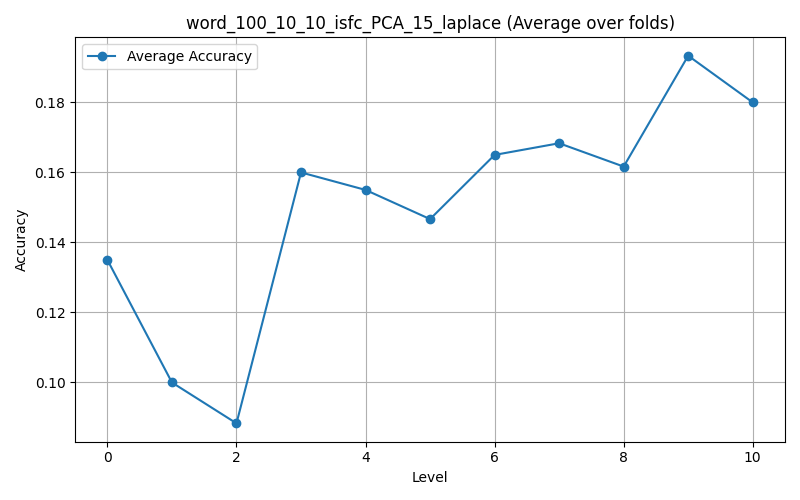 word_100_10_10_isfc_PCA_15_laplace (Average over folds)
Average Accuracy
0.18
0.16
0.14
0.12
0.10
Accuracy
0 2 4 6 8 10
Level